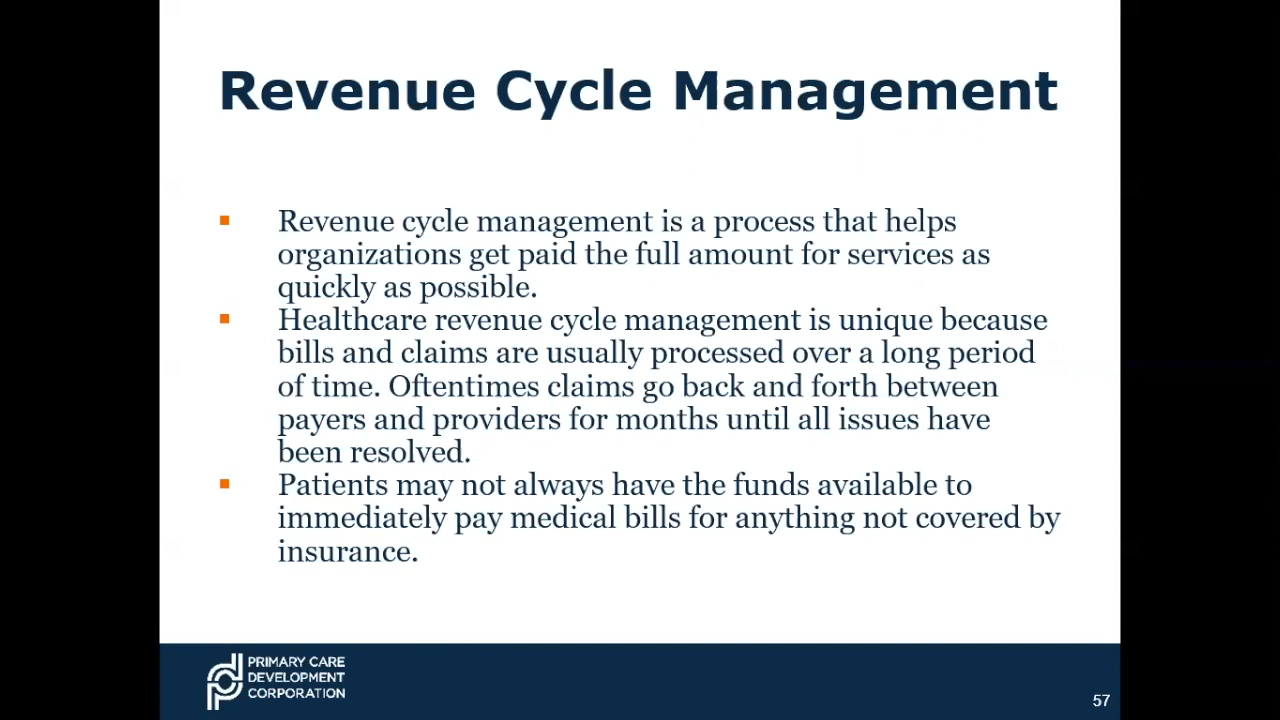 Revenue Cycle Management
▪ Revenue cycle management is a process that helps
organizations get paid the full amount for services as
quickly as possible.
▪ Healthcare revenue cycle management is unique because
bills and claims are usually processed over a long period
of time. Oftentimes claims go back and forth between
payers and providers for months until all issues have
been resolved.
▪ Patients may not always have the funds available to
immediately pay medical bills for anything not covered by
insurance.
PRIMARY CARE
DEVELOPMENT
CORPORATION
57